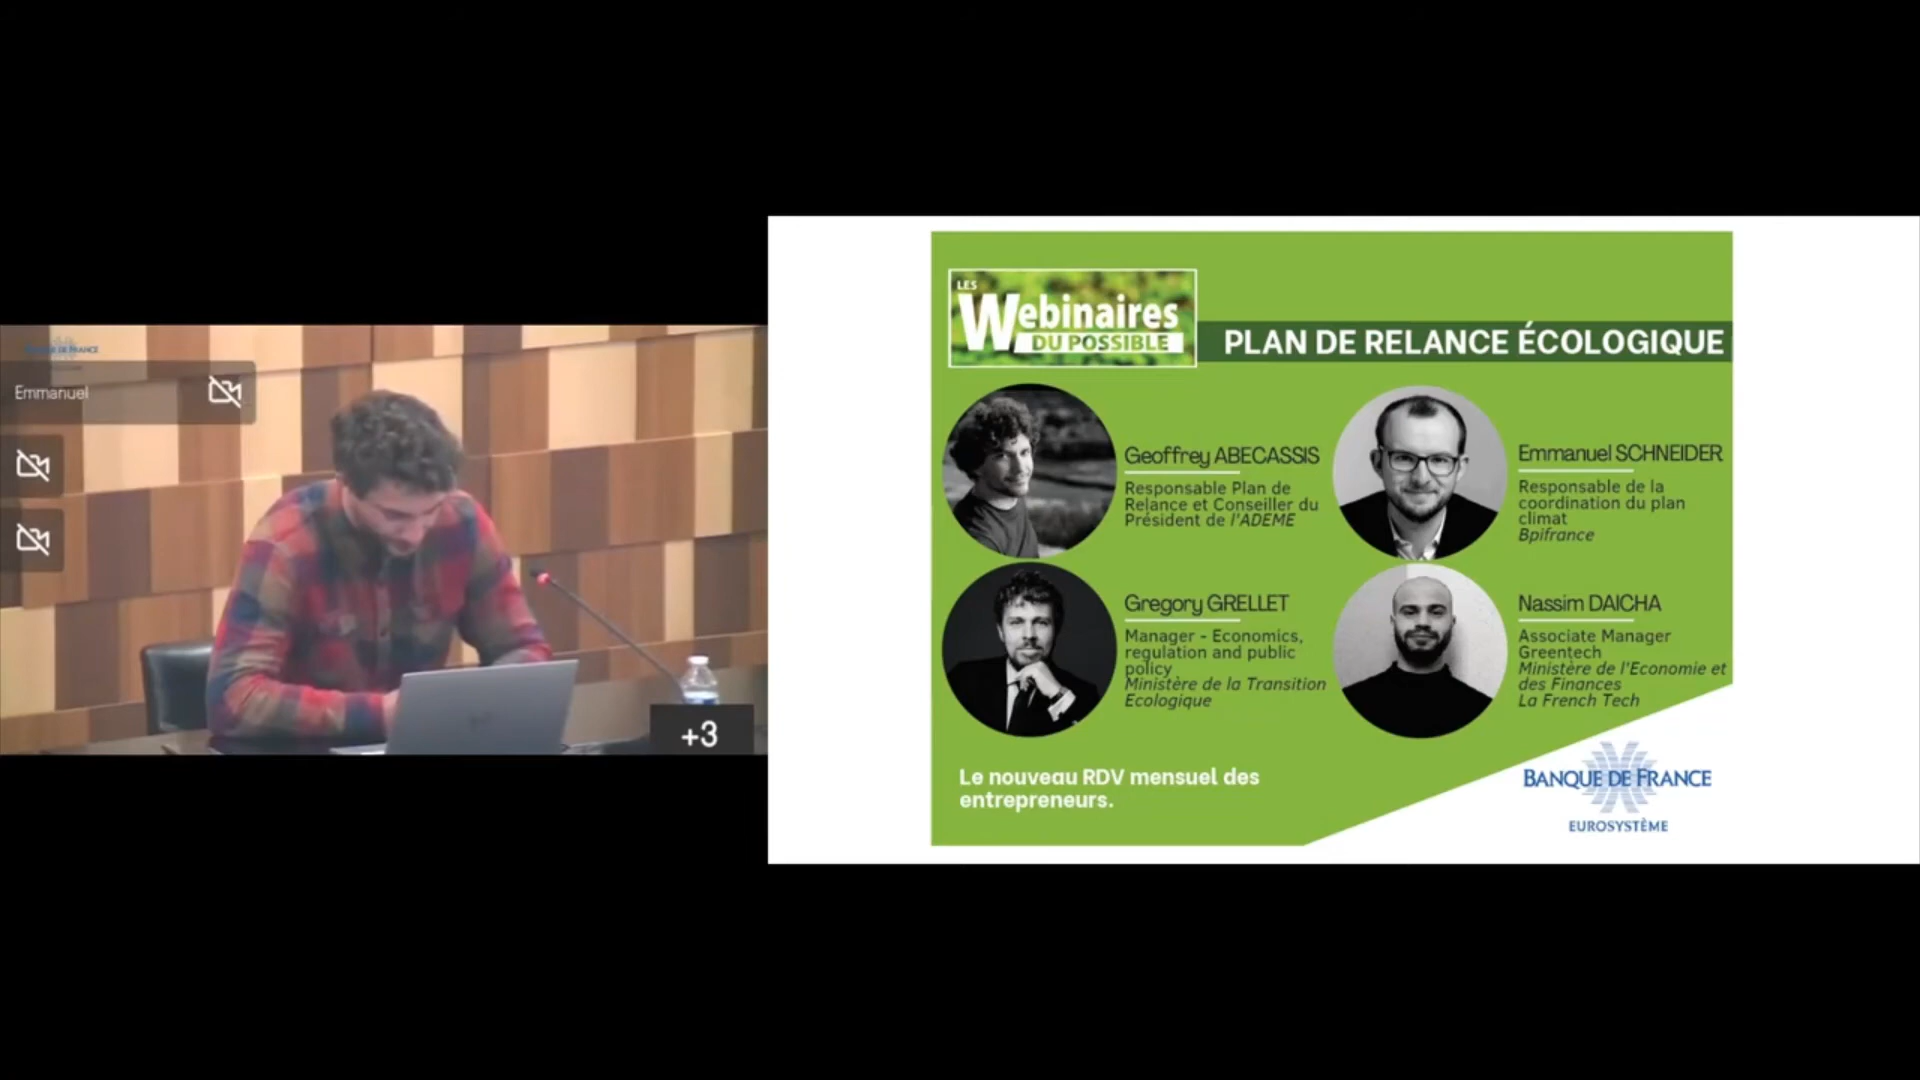 BANQUE DE FRANCE
Emmanuel
+3
LES
Webinaires
DU POSSIBLE
PLAN DE RELANCE ÉCOLOGIQUE
Geoffrey ABECASSIS
Responsable Plan de
Relance et Conseiller du
Président de l'ADEME
Emmanuel SCHNEIDER
Responsable de la
coordination du plan
climat
Bpifrance
Gregory GRELLET
Manager - Economics,
regulation and public
policy
Ministère de la Transition
Ecologique
Nassim DAICHA
Associate Manager
Greentech
Ministère de l'Economie et
des Finances
La French Tech
Le nouveau RDV mensuel des
entrepreneurs.
BANQUE DE FRANCE
EUROSYSTÈME